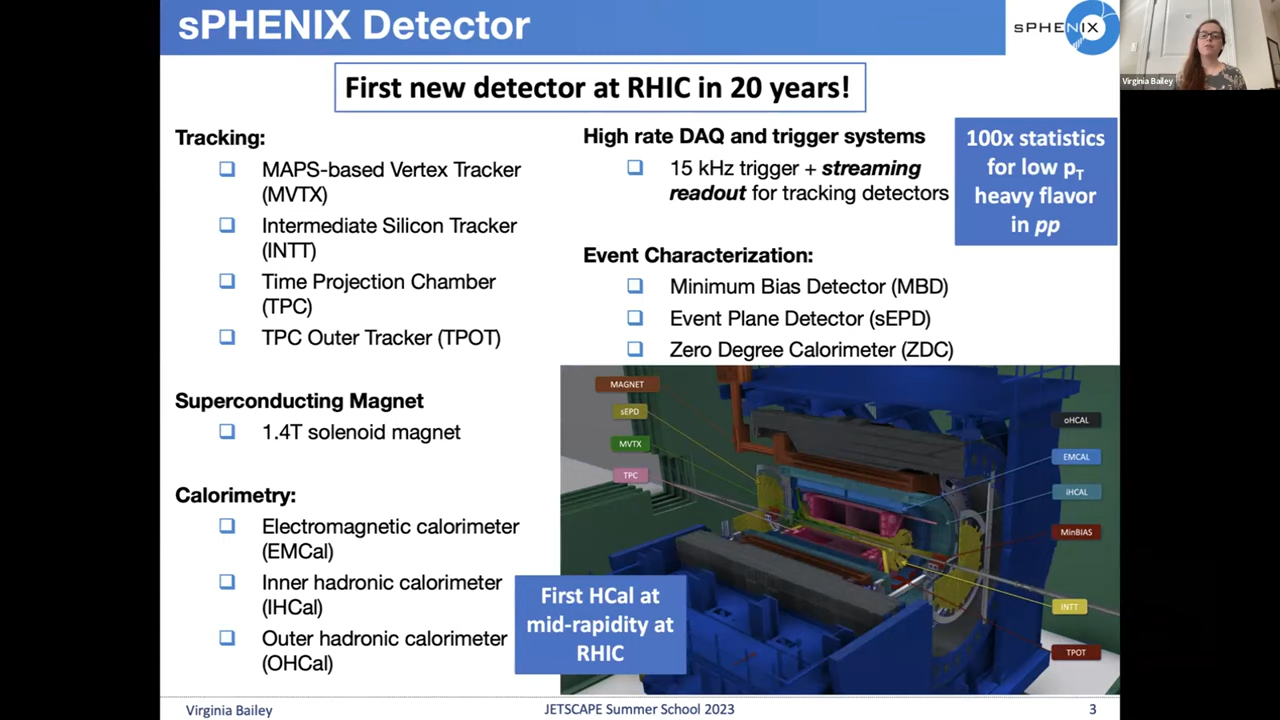 sPHENIX Detector
sPHENIX
Virginia Bailey
First new detector at RHIC in 20 years!
Tracking:
MAPS-based Vertex Tracker
(MVTX)
Intermediate Silicon Tracker
(INTT)
Time Projection Chamber
(TPC)
TPC Outer Tracker (TPOT)
Superconducting Magnet
1.4T solenoid magnet
Calorimetry:
Electromagnetic calorimeter
(EMCal)
Inner hadronic calorimeter
(IHCal)
Outer hadronic calorimeter
(OHCal)
First HCal at
mid-rapidity at
RHIC
High rate DAQ and trigger systems
15 kHz trigger + streaming
readout for tracking detectors
100x statistics
for low pT
heavy flavor
in pp
Event Characterization:
Minimum Bias Detector (MBD)
Event Plane Detector (sEPD)
Zero Degree Calorimeter (ZDC)
MAGNET
sEPD
MVTX
TPC
oHCAL
EMCAL
iHCAL
MinBIAS
INTT
TPOT
Virginia Bailey
JETSCAPE Summer School 2023
3